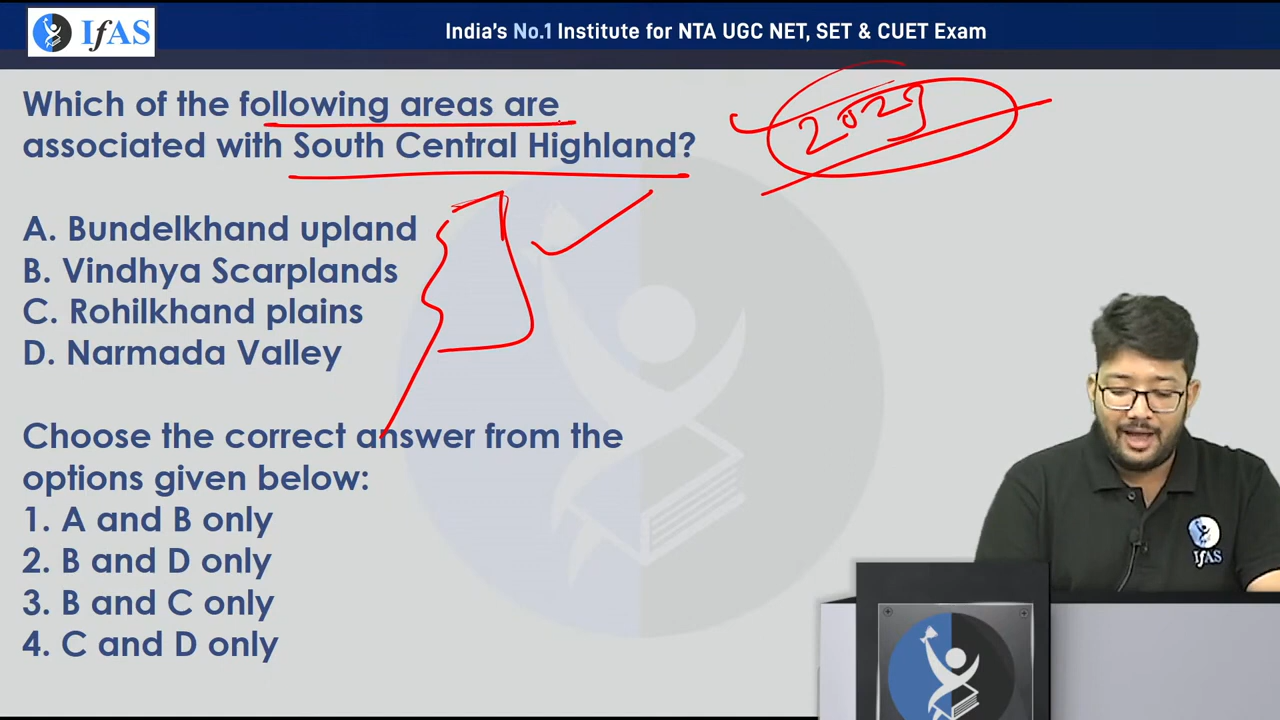 IfAS
India's No.1 Institute for NTA UGC NET, SET & CUET Exam
Which of the following areas are
associated with South Central Highland?
2025
A. Bundelkhand upland
B. Vindhya Scarplands
C. Rohilkhand plains
D. Narmada Valley
Choose the correct answer from the
options given below:
1. A and B only
2. B and D only
3. B and C only
4. C and D only
IfAS